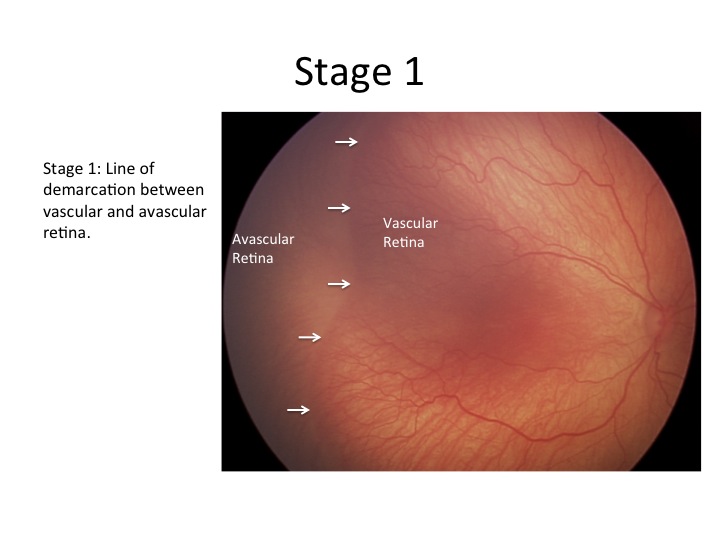 Stage 1
Stage 1: Line of
demarcation between
vascular and avascular
retina.
Avascular
Retina
Vascular
Retina